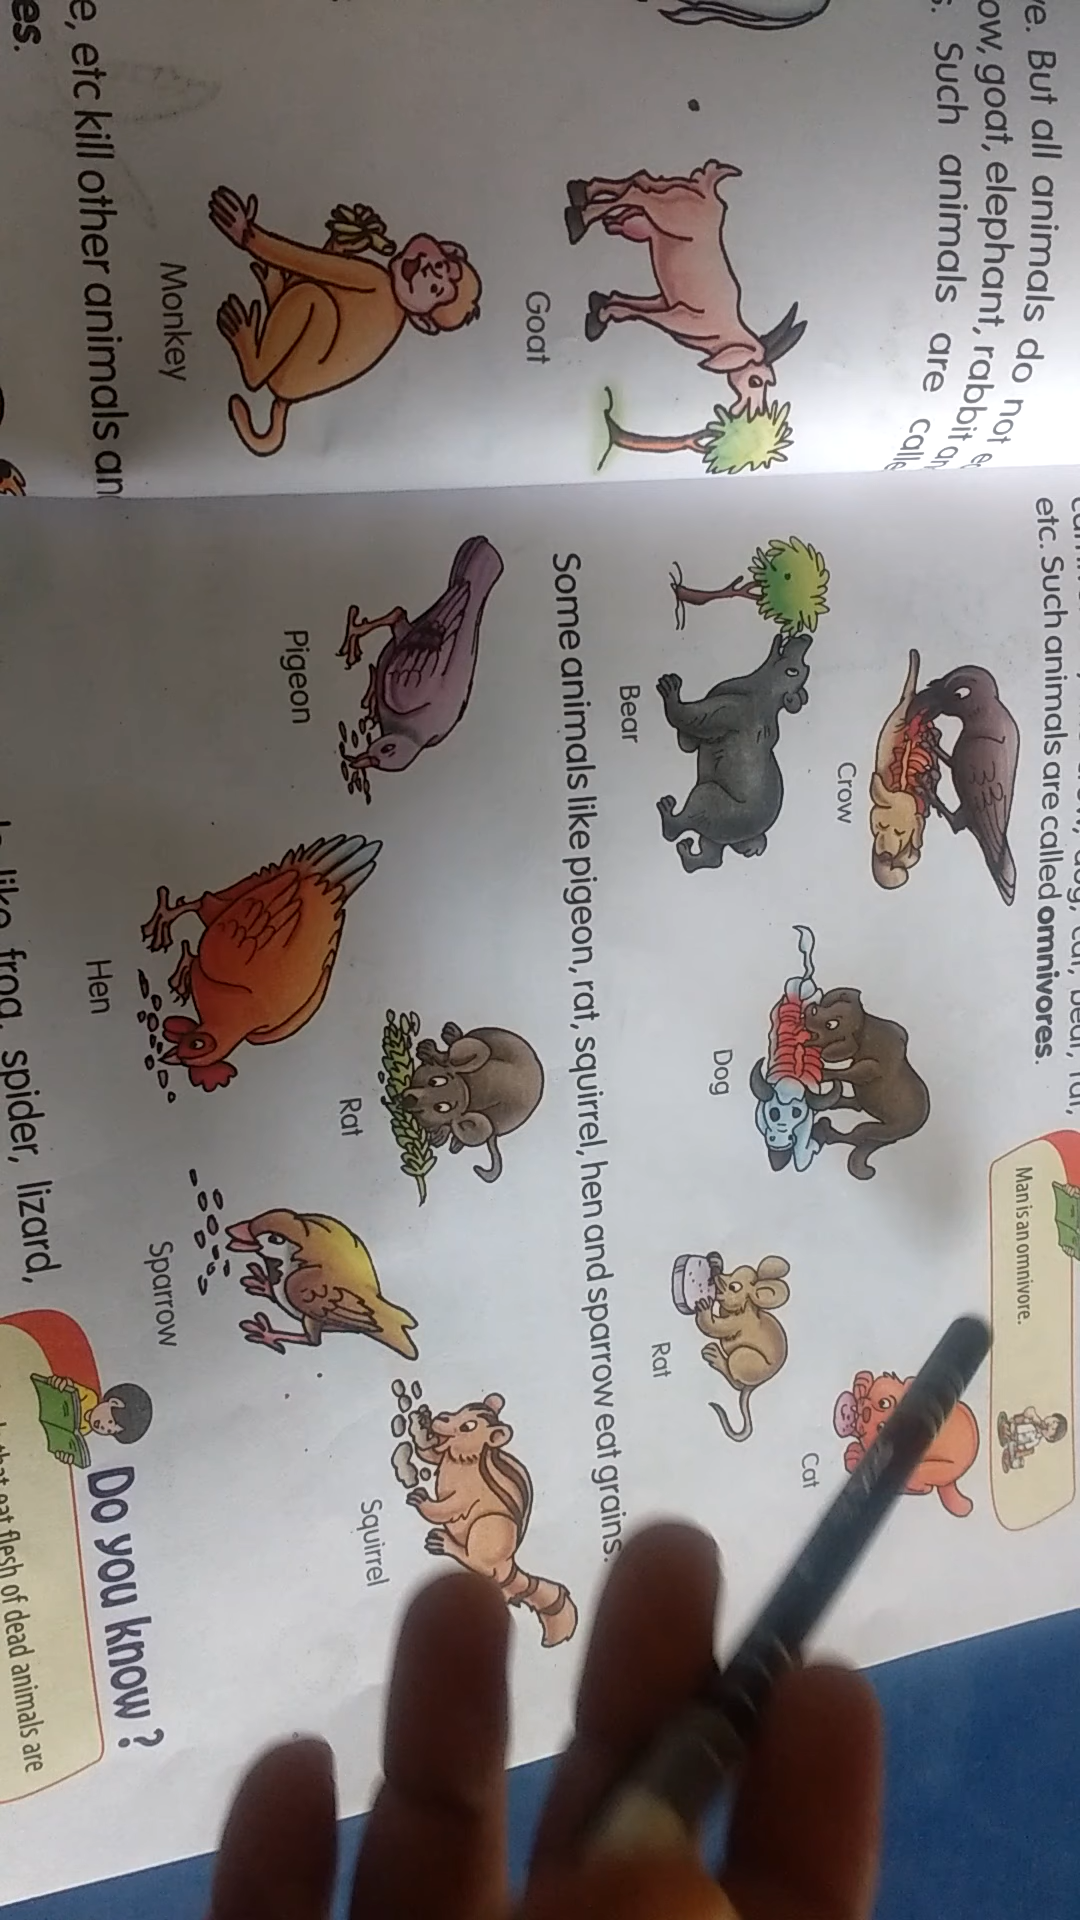 But all animals do not
ow, goat, elephant, rabbit
Such animals are
Goat
Monkey
e, etc kill other animals
es.
etc. Such animals are called omnivores.
Man is an omnivore.
Crow
Bear
Dog
Cat
Rat
Some animals like pigeon, rat, squirrel, hen and sparrow eat grains.
Pigeon
Rat
Squirrel
Hen
Sparrow
like frog, spider, lizard,
Do you know ?
that eat flesh of dead animals are